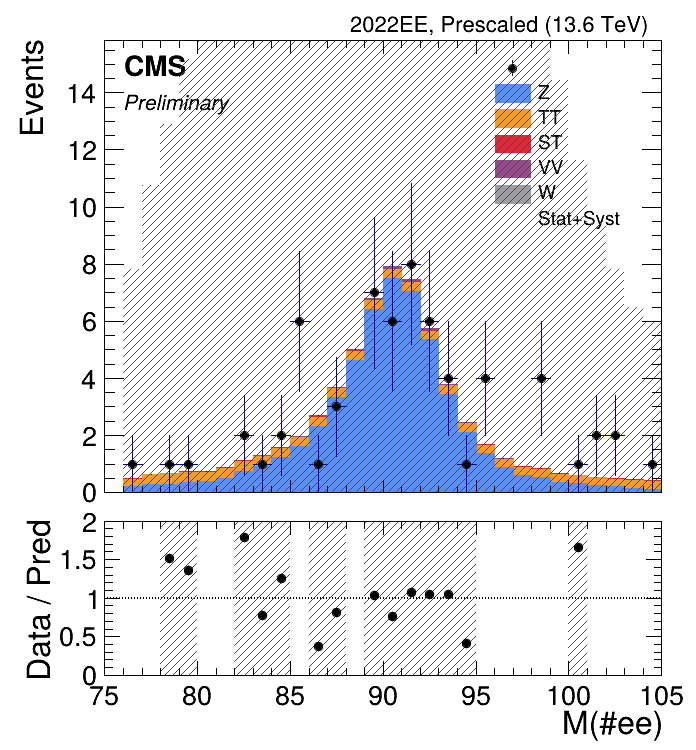 2022EE, Prescaled (13.6 TeV)
Events
CMS
Preliminary
Z
TT
ST
VV
W
Stat+Syst
14
12
10
8
6
4
2
0
Data / Pred
2
1.5
1
0.5
0
75 80 85 90 95 100 105
M(#ee)